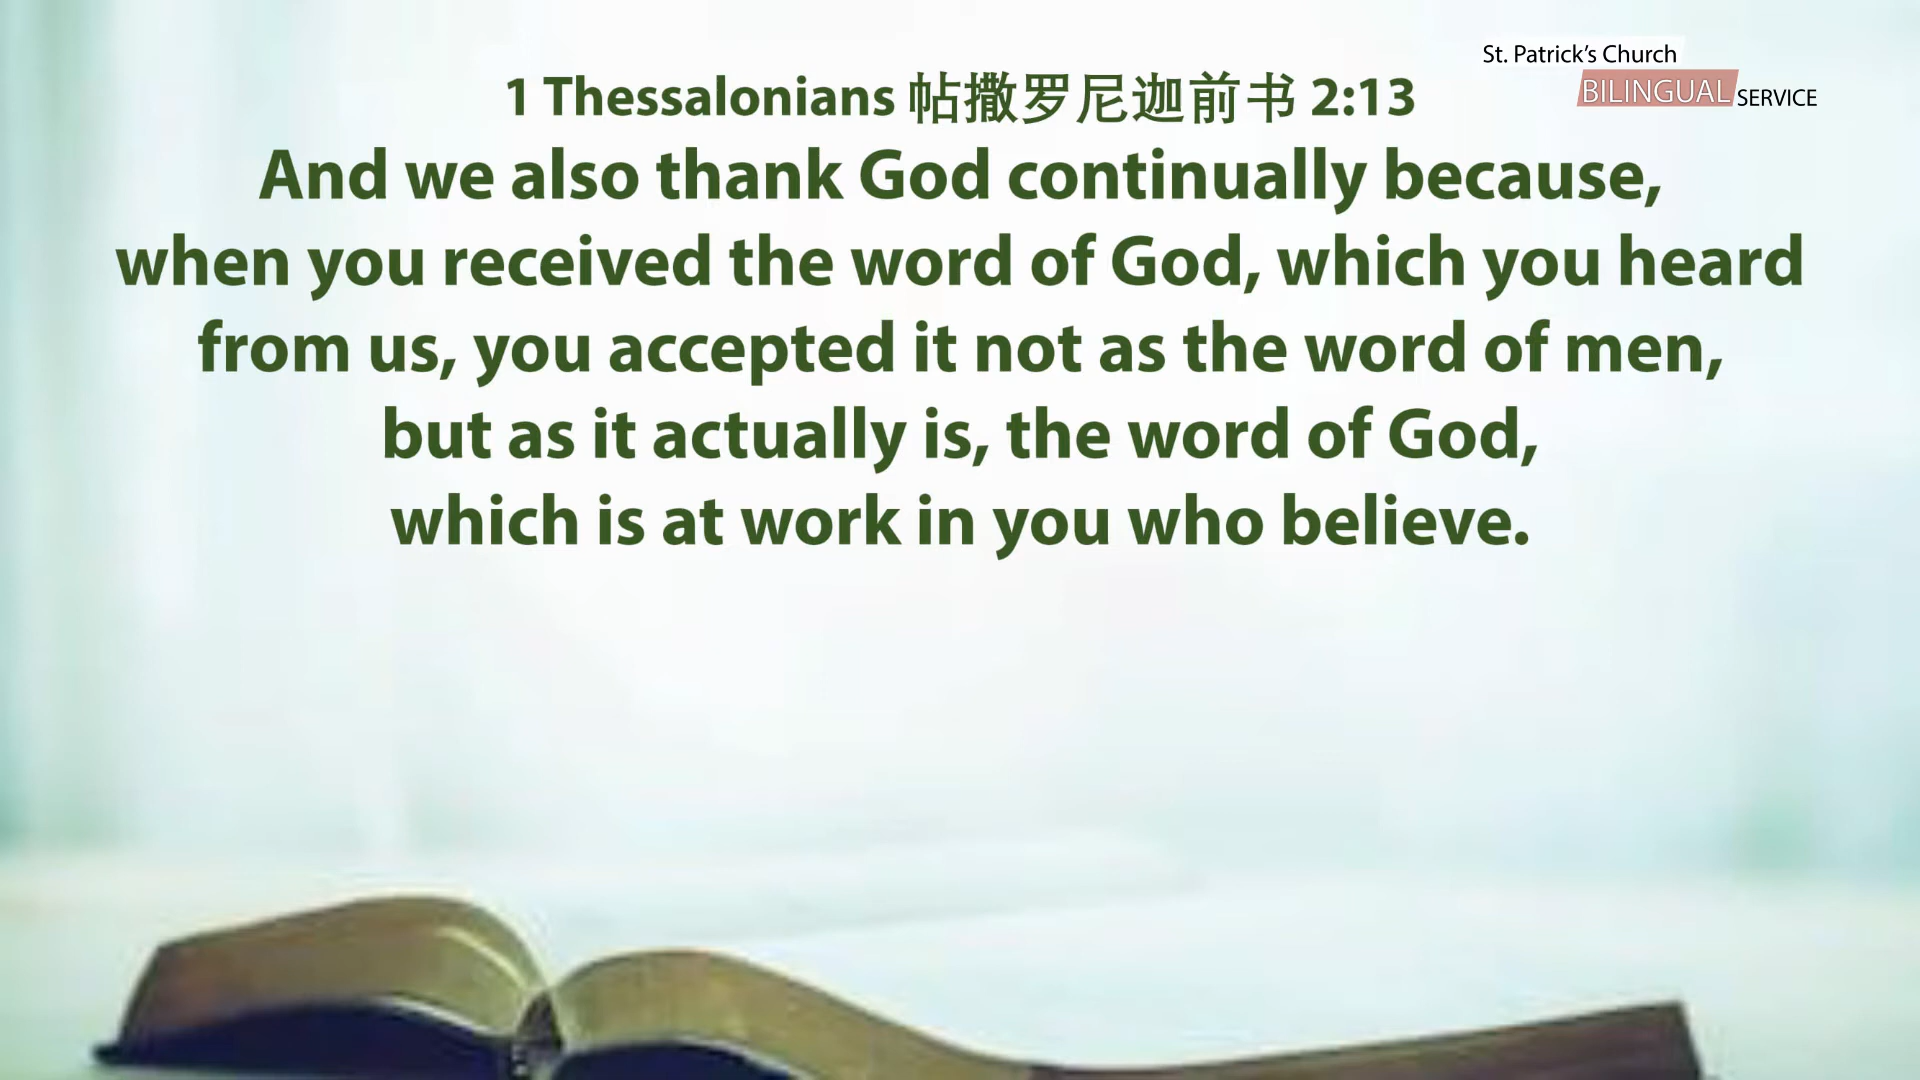 St. Patrick’s Church
BILINGUAL SERVICE
1 Thessalonians 帖撒罗尼迦前书 2:13
And we also thank God continually because,
when you received the word of God, which you heard
from us, you accepted it not as the word of men,
but as it actually is, the word of God,
which is at work in you who believe.